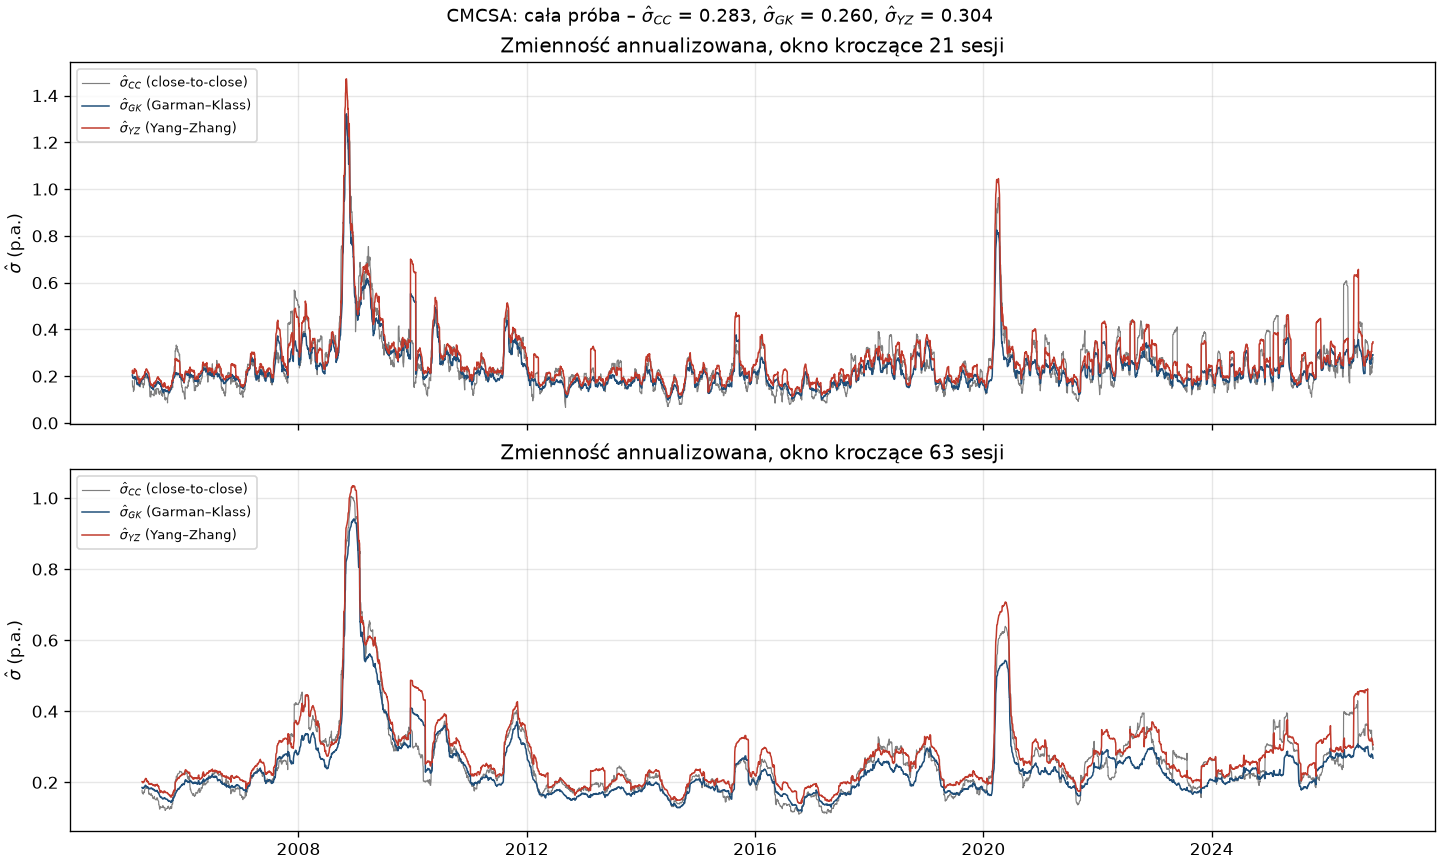 CMCSA: cała próba – σ̂CC = 0.283, σ̂GK = 0.260, σ̂YZ = 0.304
Zmienność annualizowana, okno kroczące 21 sesji
σ̂CC (close-to-close)
σ̂GK (Garman–Klass)
σ̂YZ (Yang–Zhang)
σ̂ (p.a.)
1.4
1.2
1.0
0.8
0.6
0.4
0.2
0.0
Zmienność annualizowana, okno kroczące 63 sesji
σ̂CC (close-to-close)
σ̂GK (Garman–Klass)
σ̂YZ (Yang–Zhang)
σ̂ (p.a.)
1.0
0.8
0.6
0.4
0.2
2008 2012 2016 2020 2024